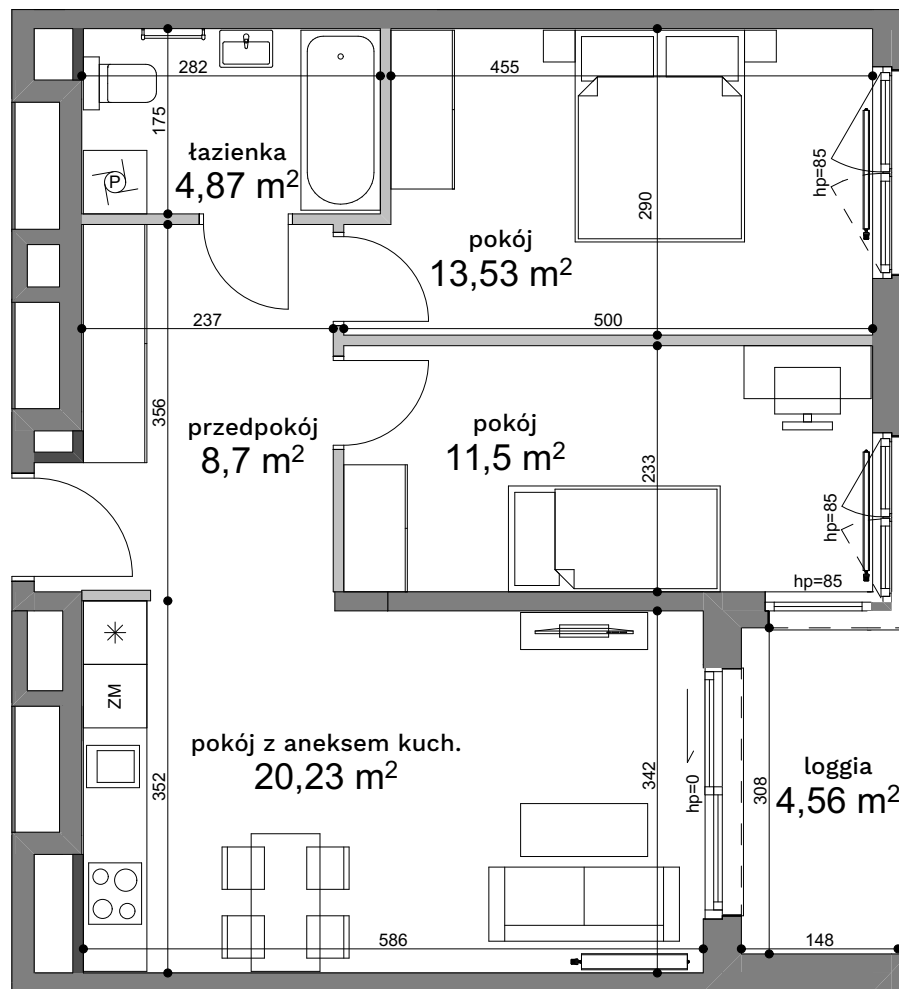 282
455
175
łazienka
4,87 m²
P
hp=85
290
pokój
13,53 m²
237
500
356
przedpokój
8,7 m²
pokój
11,5 m²
233
hp=85
hp=85
ZM
pokój z aneksem kuch.
20,23 m²
352
342
hp=0
308
loggia
4,56 m²
586
148